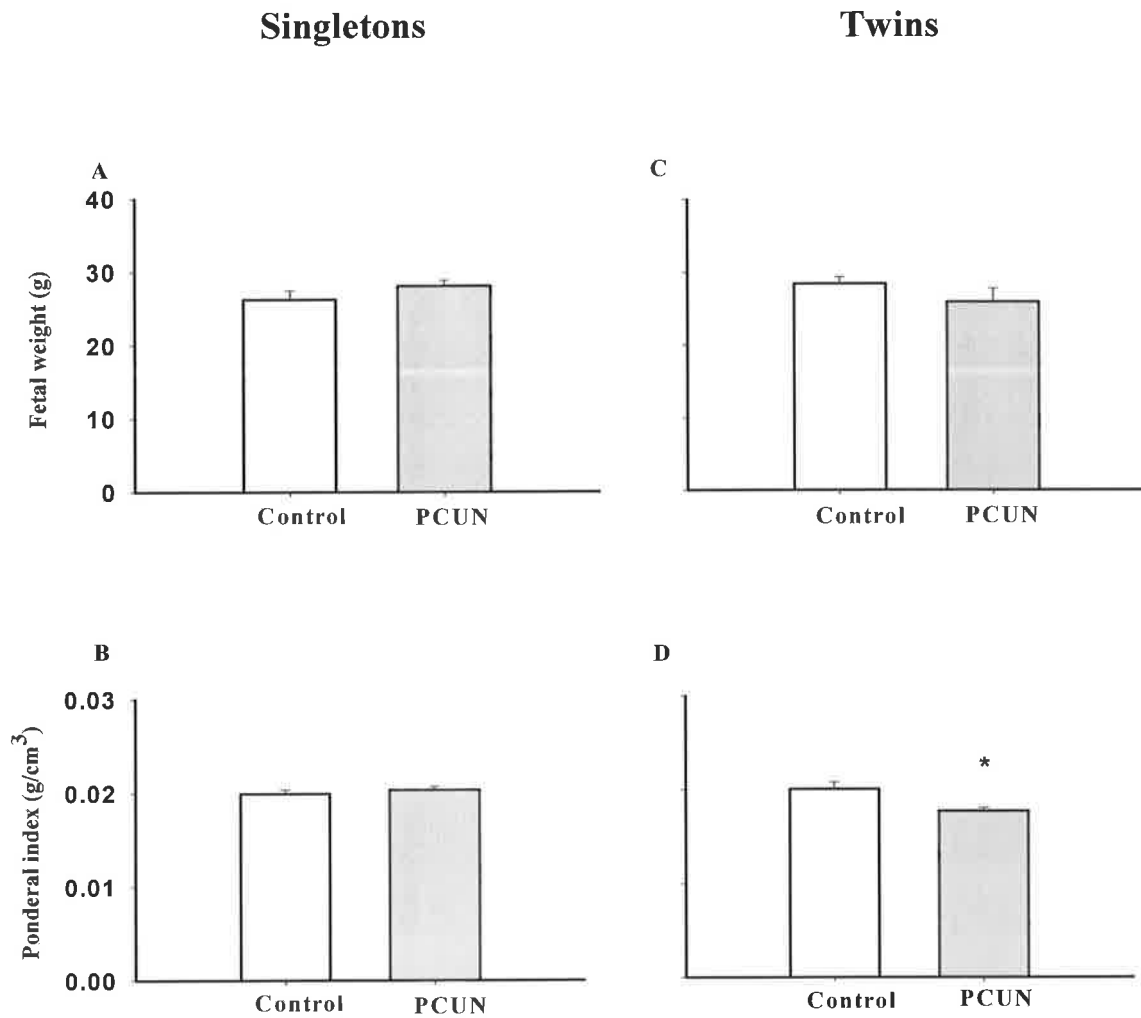 Singletons
Twins
A
C
Fetal weight (g)
40
30
20
10
0
Control PCUN
Control PCUN
B
D
Ponderal index (g/cm³)
0.03
0.02
0.01
0.00
*
Control PCUN
Control PCUN